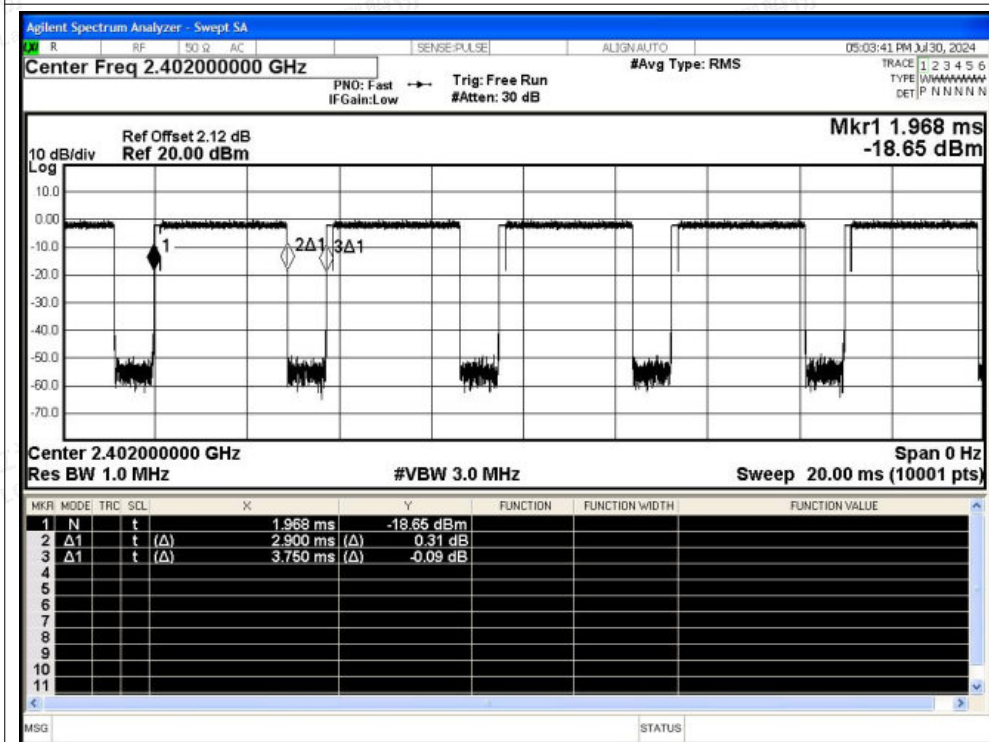 Agilent Spectrum Analyzer - Swept SA
LXI R RF 50 Ω AC SENSE:PULSE ALIGN AUTO 05:03:41 PM Jul 30, 2024
Center Freq 2.402000000 GHz #Avg Type: RMS TRACE 1 2 3 4 5 6
PNO: Fast Trig: Free Run TYPE WWWWWW
IFGain:Low #Atten: 30 dB DET P N N N N N
Mkr1 1.968 ms
-18.65 dBm
Ref Offset 2.12 dB
10 dB/div Ref 20.00 dBm
Log
10.0
0.00
-10.0
1 2Δ1 3Δ1
-20.0
-30.0
-40.0
-50.0
-60.0
-70.0
Center 2.402000000 GHz Span 0 Hz
Res BW 1.0 MHz #VBW 3.0 MHz Sweep 20.00 ms (10001 pts)
MKR MODE TRC SCL X Y FUNCTION FUNCTION WIDTH FUNCTION VALUE
1 N t 1.968 ms -18.65 dBm
2 Δ1 t (Δ) 2.900 ms (Δ) 0.31 dB
3 Δ1 t (Δ) 3.750 ms (Δ) -0.09 dB
4
5
6
7
8
9
10
11
MSG STATUS